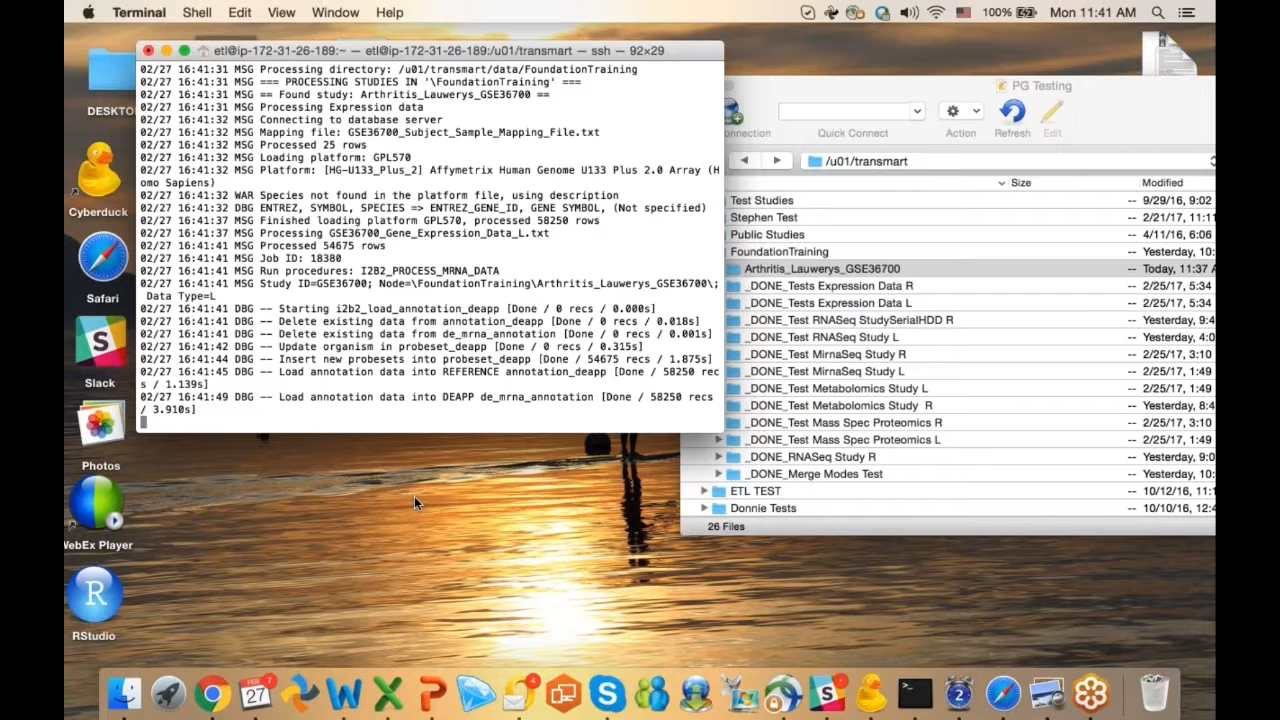 Terminal Shell Edit View Window Help 100% Mon 11:41 AM
etl@ip-172-31-26-189:~ — etl@ip-172-31-26-189:/u01/transmart — ssh — 92×29
02/27 16:41:31 MSG Processing directory: /u01/transmart/data/FoundationTraining
02/27 16:41:32 MSG === PROCESSING STUDIES IN '\FoundationTraining' ===
02/27 16:41:32 MSG == Found study: Arthritis_Lauwerys_GSE36700 ==
02/27 16:41:32 MSG Processing Expression data
02/27 16:41:32 MSG Connecting to database server
02/27 16:41:32 MSG Mapping file: GSE36700_Subject_Sample_Mapping_File.txt
02/27 16:41:32 MSG Processed 25 rows
02/27 16:41:32 MSG Loading platform: GPL570
02/27 16:41:32 MSG Platform: [HG-U133_Plus_2] Affymetrix Human Genome U133 Plus 2.0 Array (H
omo Sapiens)
02/27 16:41:32 WAR Species not found in the platform file, using description
02/27 16:41:32 DBG ENTREZ, SYMBOL, SPECIES => ENTREZ_GENE_ID, GENE SYMBOL, (Not specified)
02/27 16:41:37 MSG Finished loading platform GPL570, processed 58250 rows
02/27 16:41:37 MSG Processing GSE36700_Gene_Expression_Data_L.txt
02/27 16:41:41 MSG Processed 54675 rows
02/27 16:41:41 MSG Job ID: 18380
02/27 16:41:41 MSG Run procedures: I2B2_PROCESS_MRNA_DATA
02/27 16:41:41 MSG Study ID=GSE36700; Node=\FoundationTraining\Arthritis_Lauwerys_GSE36700\;
Data Type=L
02/27 16:41:41 DBG -- Starting i2b2_load_annotation_deapp [Done / 0 recs / 0.000s]
02/27 16:41:41 DBG -- Delete existing data from annotation_deapp [Done / 0 recs / 0.018s]
02/27 16:41:41 DBG -- Delete existing data from de_mrna_annotation [Done / 0 recs / 0.001s]
02/27 16:41:42 DBG -- Update organism in probeset_deapp [Done / 0 recs / 0.315s]
02/27 16:41:44 DBG -- Insert new probesets into probeset_deapp [Done / 54675 recs / 1.875s]
02/27 16:41:45 DBG -- Load annotation data into REFERENCE annotation_deapp [Done / 58250 rec
s / 1.139s]
02/27 16:41:49 DBG -- Load annotation data into DEAPP de_mrna_annotation [Done / 58250 recs
/ 3.910s]
PG Testing
onnection Quick Connect Action Refresh Edit
/u01/transmart
Size Modified
Test Studies -- 9/29/16, 9:02
Stephen Test -- 2/21/17, 11:11
Public Studies -- 4/11/16, 6:06
FoundationTraining -- Yesterday, 10:
Arthritis_Lauwerys_GSE36700 -- Today, 11:37 A
_DONE_Tests Expression Data R -- 2/25/17, 5:34
_DONE_Tests Expression Data L -- 2/25/17, 5:34
_DONE_Test RNASeq StudySerialHDD R -- Yesterday, 9:4
_DONE_Test RNASeq Study L -- Yesterday, 4:0
_DONE_Test MirnaSeq Study R -- 2/25/17, 3:10
_DONE_Test MirnaSeq Study L -- 2/25/17, 1:49
_DONE_Test Metabolomics Study L -- 2/25/17, 1:49
_DONE_Test Metabolomics Study R -- Yesterday, 8:4
_DONE_Test Mass Spec Proteomics R -- 2/25/17, 3:10
_DONE_Test Mass Spec Proteomics L -- 2/25/17, 1:49
_DONE_RNASeq Study R -- Yesterday, 9:0
_DONE_Merge Modes Test -- Yesterday, 10:
ETL TEST -- 10/12/16, 11:1
Donnie Tests -- 10/10/16, 12:4
26 Files
DESKTO
Cyberduck
Safari
Slack
Photos
WebEx Player
R
RStudio
FEB 7
27
4
2